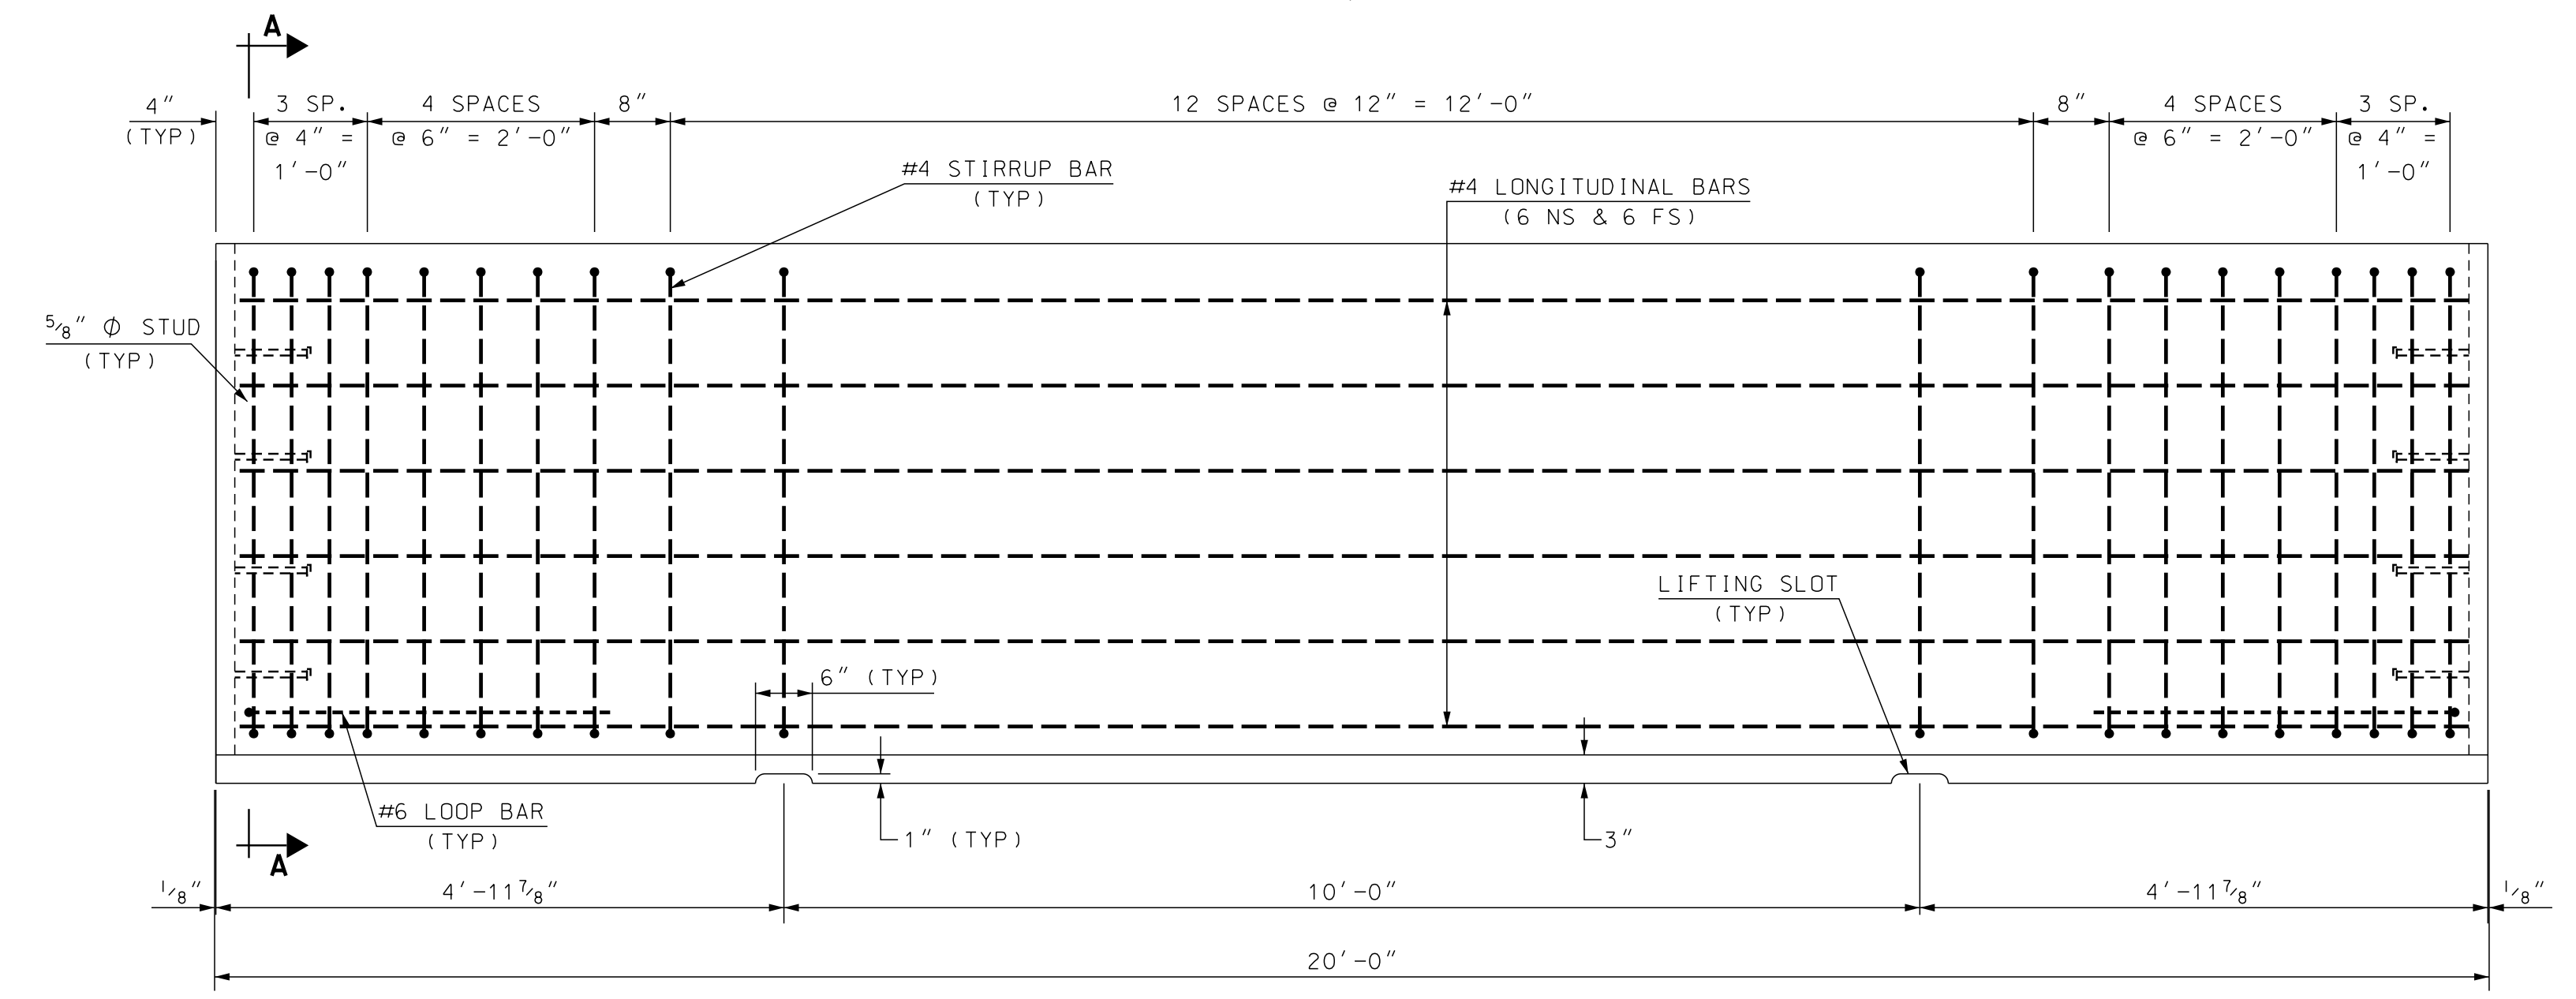 A
4"
(TYP)
3 SP.
@ 4" =
1'-0"
4 SPACES
@ 6" = 2'-0"
8"
12 SPACES @ 12" = 12'-0"
8"
4 SPACES
@ 6" = 2'-0"
3 SP.
@ 4" =
1'-0"
#4 STIRRUP BAR
(TYP)
#4 LONGITUDINAL BARS
(6 NS & 6 FS)
5/8" Ø STUD
(TYP)
LIFTING SLOT
(TYP)
6" (TYP)
#6 LOOP BAR
(TYP)
1" (TYP)
3"
A
1/8"
4'-11 7/8"
10'-0"
4'-11 7/8"
1/8"
20'-0"